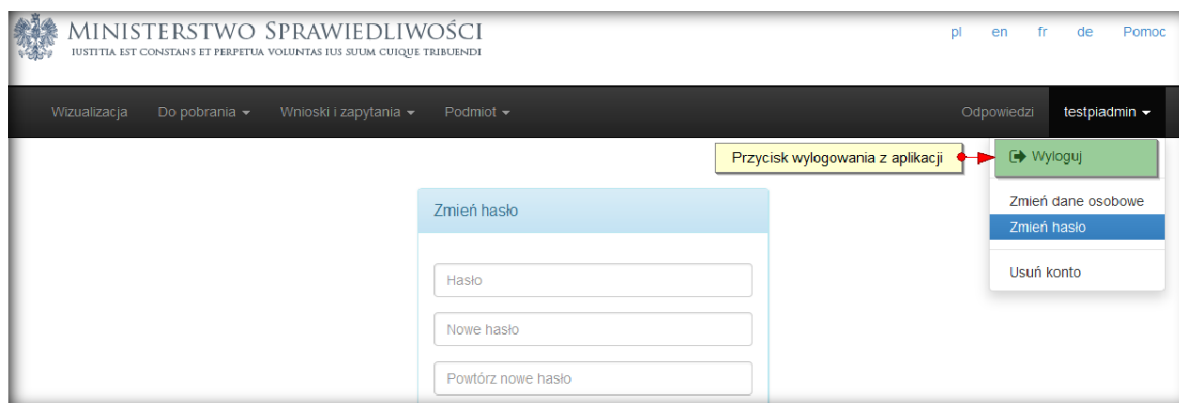 MINISTERSTWO SPRAWIEDLIWOŚCI
IUSTITIA EST CONSTANS ET PERPETUA VOLUNTAS IUS SUUM CUIQUE TRIBUENDI
pl en fr de Pomoc
Wizualizacja Do pobrania Wnioski i zapytania Podmiot Odpowiedzi testpiadmin
Przycisk wylogowania z aplikacji
Wyloguj
Zmień dane osobowe
Zmień hasło
Usuń konto
Zmień hasło
Hasło
Nowe hasło
Powtórz nowe hasło